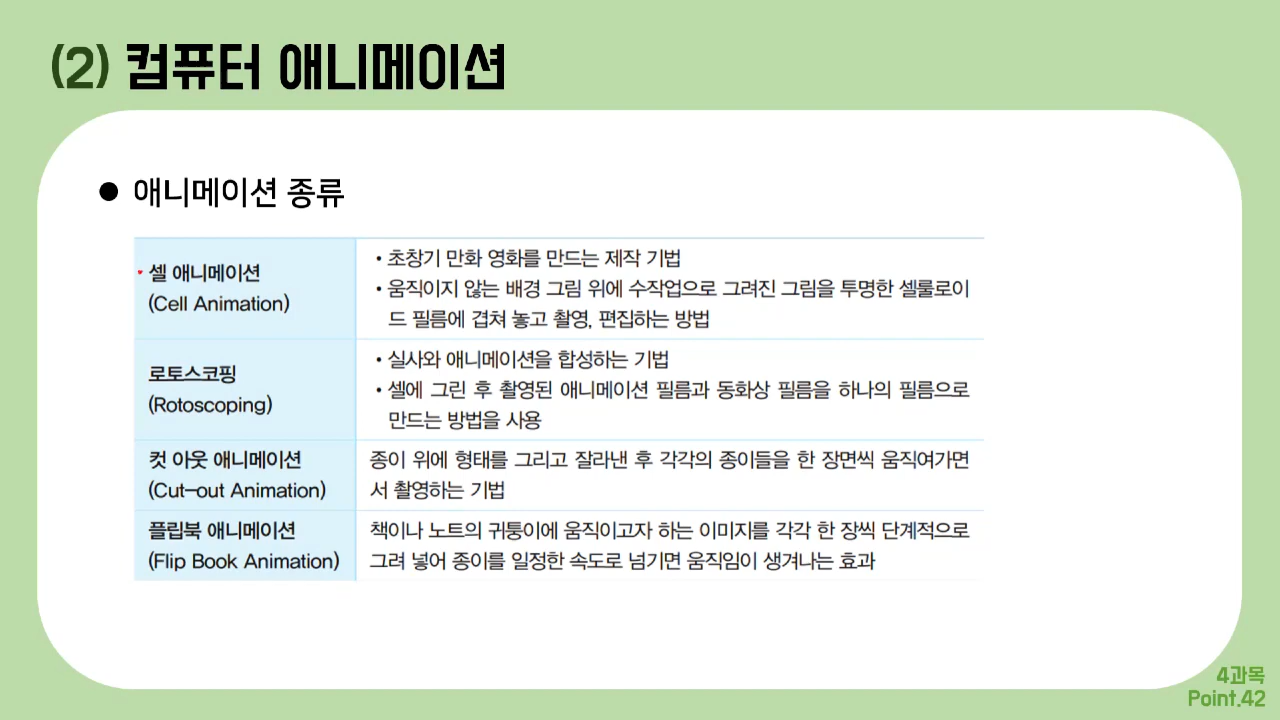 (2) 컴퓨터 애니메이션
● 애니메이션 종류
셀 애니메이션
(Cell Animation)
• 초창기 만화 영화를 만드는 제작 기법
• 움직이지 않는 배경 그림 위에 수작업으로 그려진 그림을 투명한 셀룰로이
드 필름에 겹쳐 놓고 촬영, 편집하는 방법
로토스코핑
(Rotoscoping)
• 실사와 애니메이션을 합성하는 기법
• 셀에 그린 후 촬영된 애니메이션 필름과 동화상 필름을 하나의 필름으로
만드는 방법을 사용
컷 아웃 애니메이션
(Cut-out Animation)
종이 위에 형태를 그리고 잘라낸 후 각각의 종이들을 한 장면씩 움직여가면
서 촬영하는 기법
플립북 애니메이션
(Flip Book Animation)
책이나 노트의 귀퉁이에 움직이고자 하는 이미지를 각각 한 장씩 단계적으로
그려 넣어 종이를 일정한 속도로 넘기면 움직임이 생겨나는 효과
4과목
Point.42